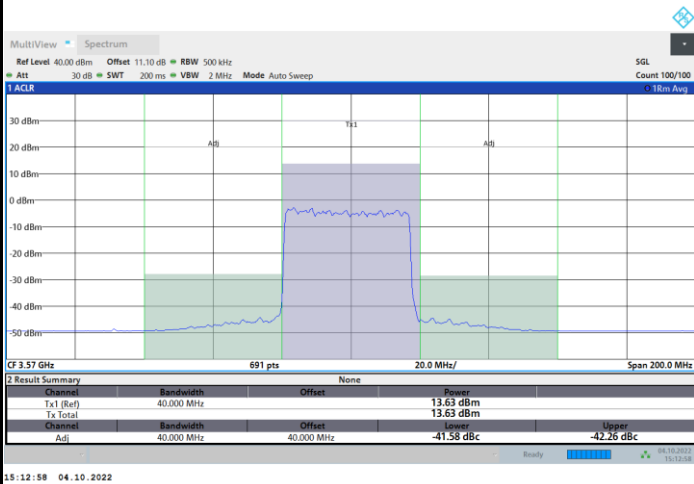 MultiView Spectrum
Ref Level 40.00 dBm Offset 11.10 dB RBW 500 kHz SGL
Att 30 dB SWT 200 ms VBW 2 MHz Mode Auto Sweep Count 100/100
1 ACLR 1Rm Avg
30 dBm
Tx1
20 dBm Adj Adj
10 dBm
0 dBm
-10 dBm
-20 dBm
-30 dBm
-40 dBm
-50 dBm
CF 3.57 GHz 691 pts 20.0 MHz/ Span 200.0 MHz
2 Result Summary None
Channel Bandwidth Offset Power
Tx1 (Ref) 40.000 MHz 13.63 dBm
Tx Total 13.63 dBm
Channel Bandwidth Offset Lower Upper
Adj 40.000 MHz 40.000 MHz -41.58 dBc -42.26 dBc
Ready 04.10.2022
15:12:58
15:12:58 04.10.2022